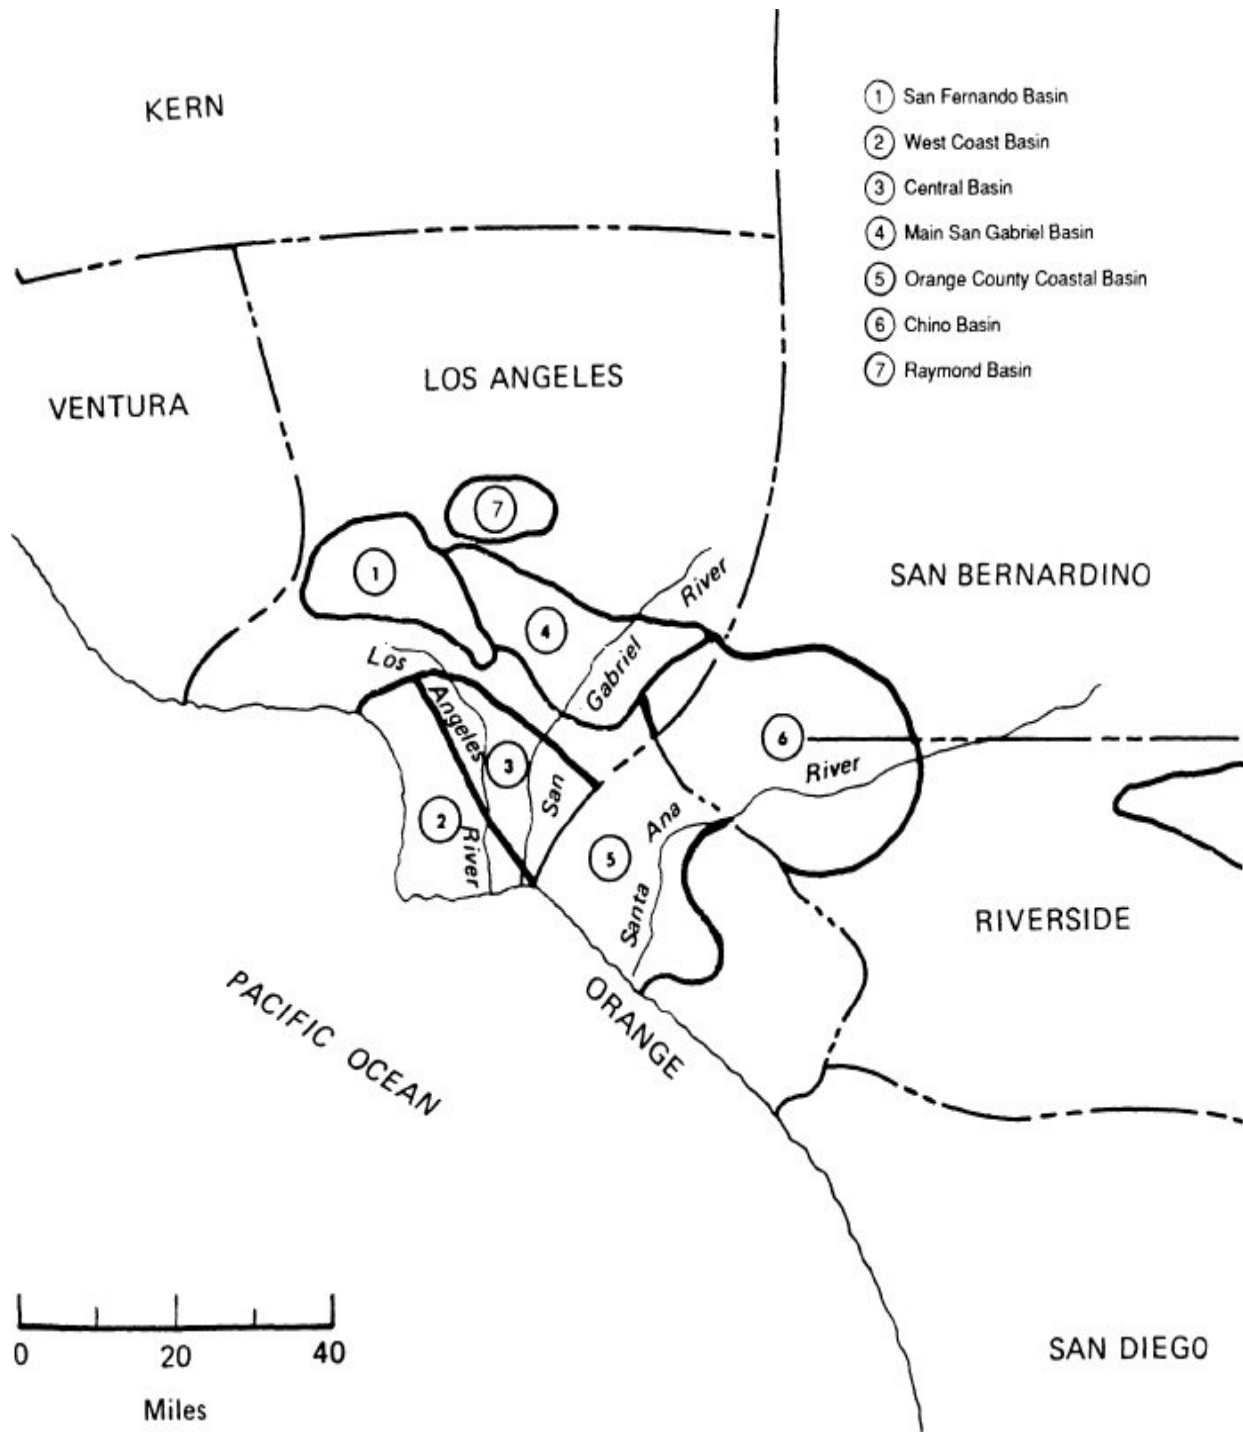 KERN
① San Fernando Basin
② West Coast Basin
③ Central Basin
④ Main San Gabriel Basin
⑤ Orange County Coastal Basin
⑥ Chino Basin
⑦ Raymond Basin
VENTURA
LOS ANGELES
⑦
①
④
SAN BERNARDINO
Los Angeles River
San Gabriel River
⑥
③
②
⑤
Santa Ana River
RIVERSIDE
PACIFIC OCEAN
ORANGE
SAN DIEGO
0 20 40
Miles